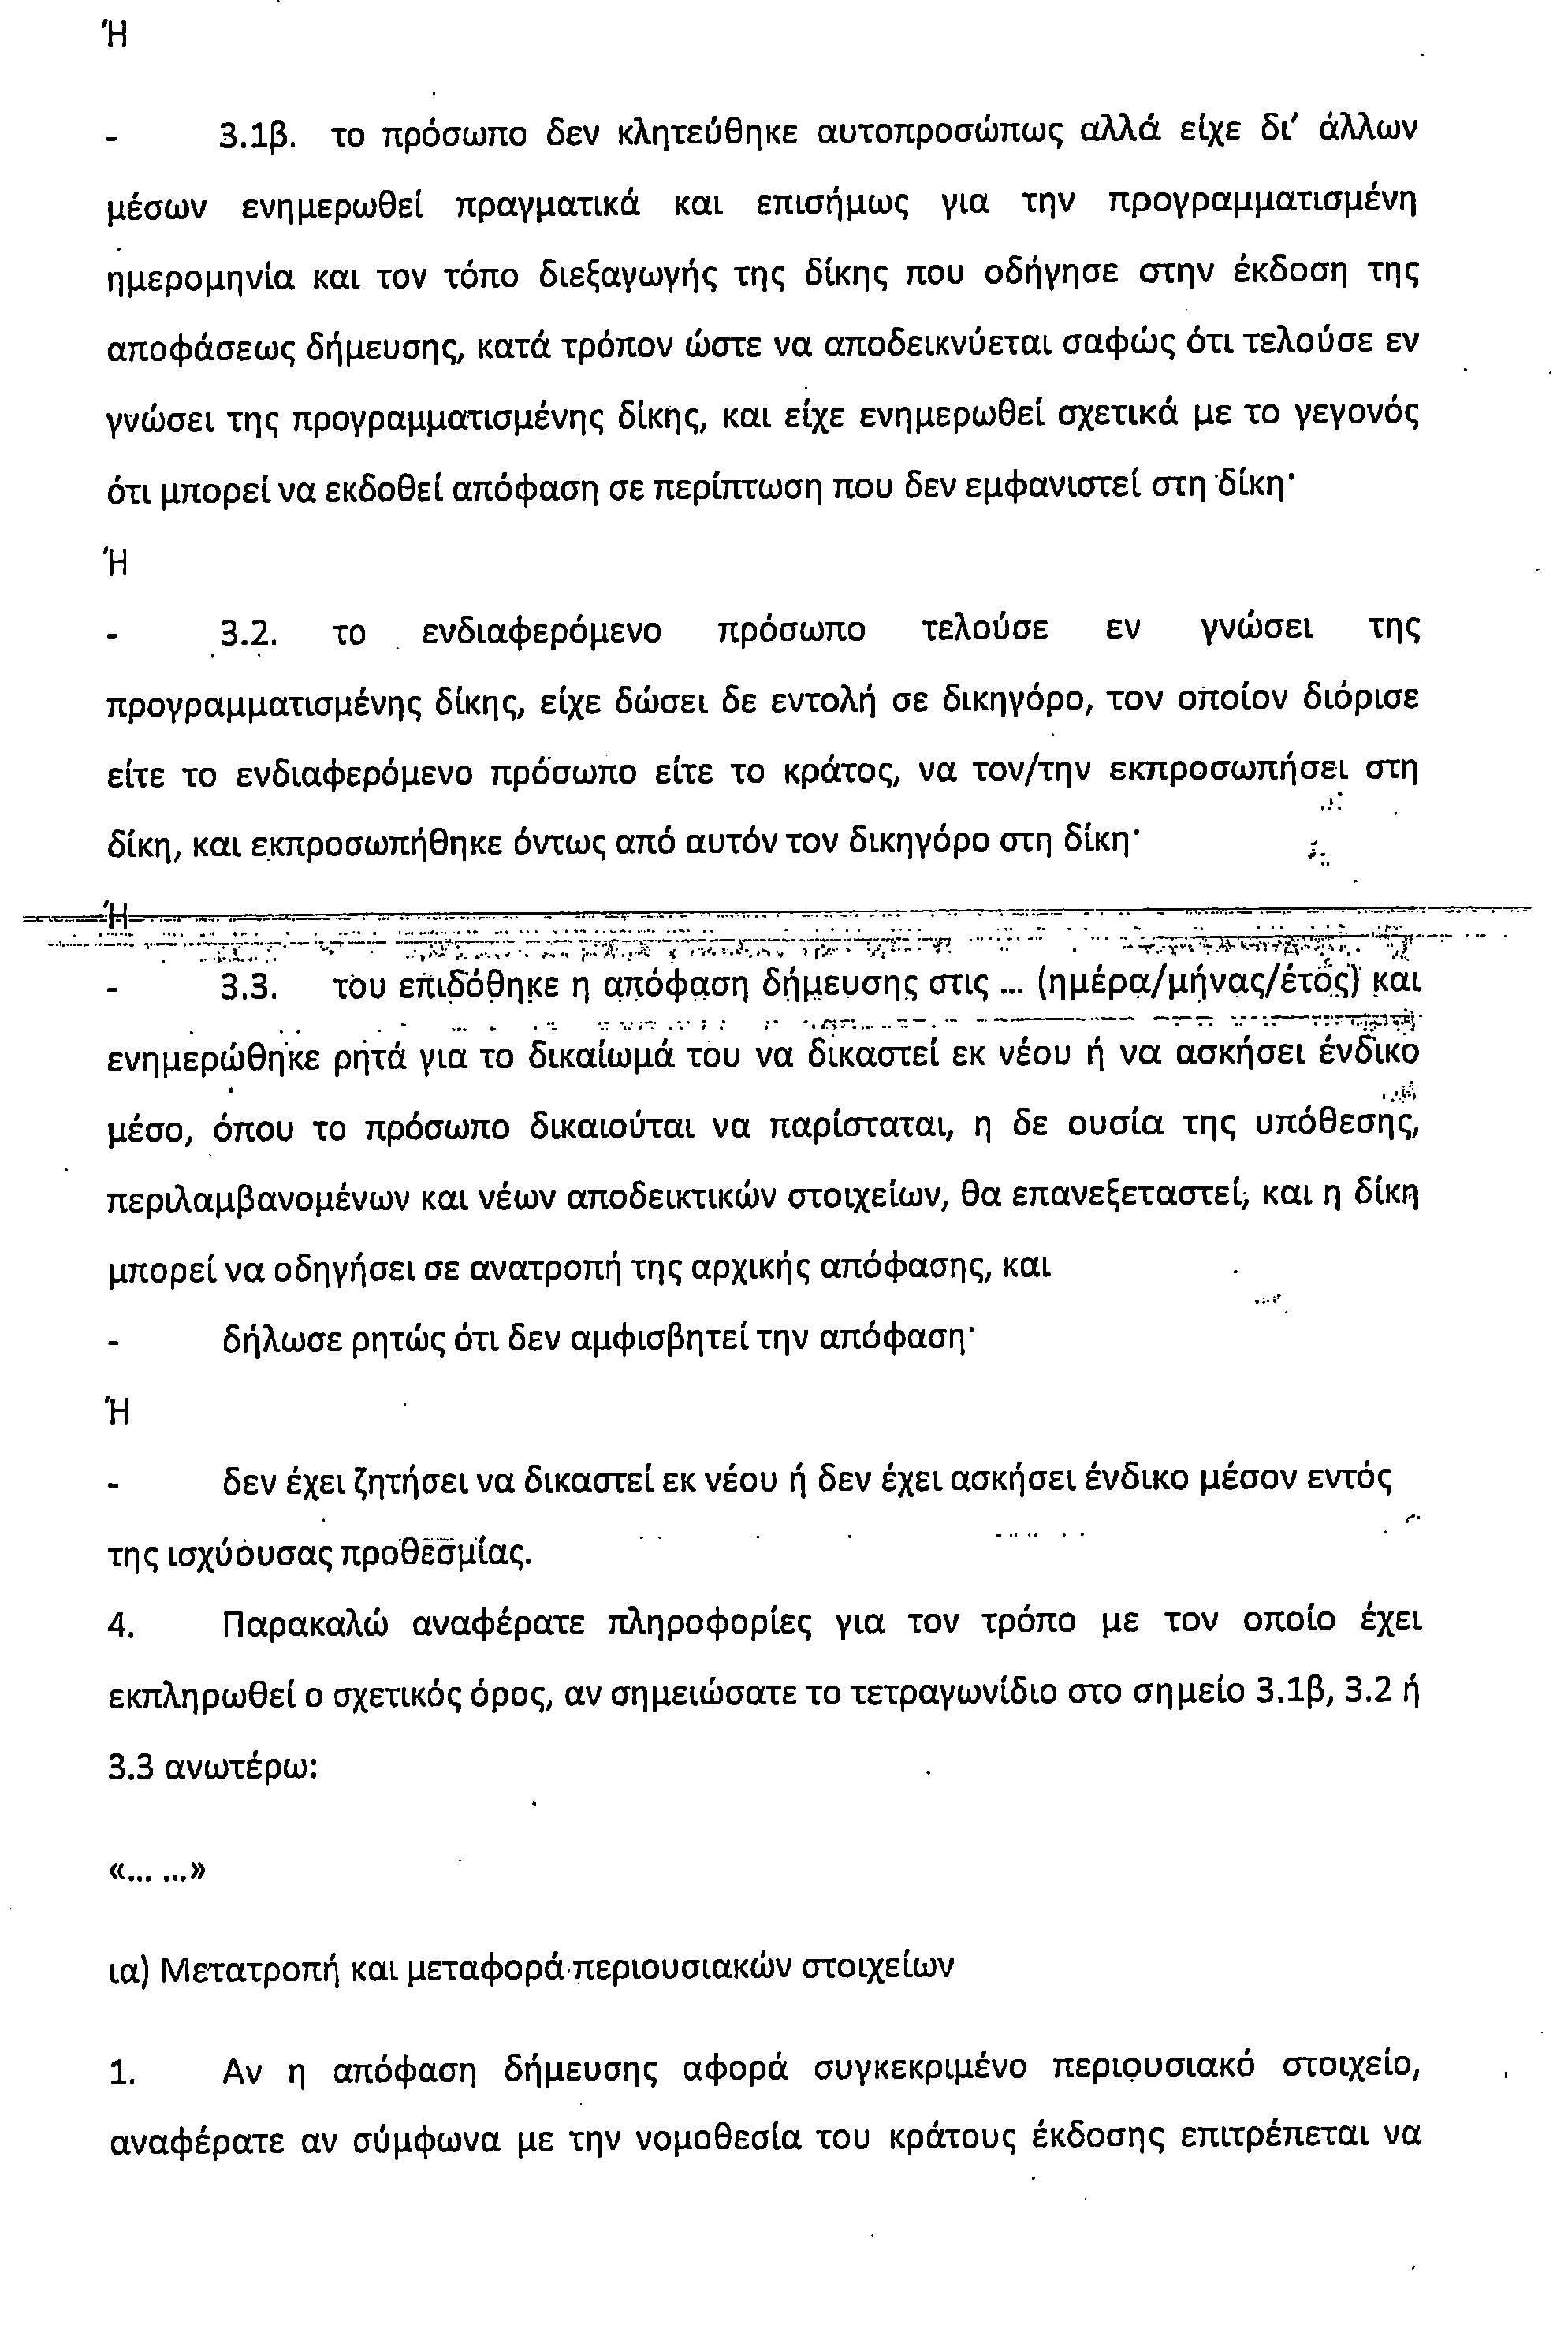 Ή
- 3.1β. το πρόσωπο δεν κλητεύθηκε αυτοπροσώπως αλλά είχε δι' άλλων
μέσων ενημερωθεί πραγματικά και επισήμως για την προγραμματισμένη
ημερομηνία και τον τόπο διεξαγωγής της δίκης που οδήγησε στην έκδοση της
αποφάσεως δήμευσης, κατά τρόπον ώστε να αποδεικνύεται σαφώς ότι τελούσε εν
γνώσει της προγραμματισμένης δίκης, και είχε ενημερωθεί σχετικά με το γεγονός
ότι μπορεί να εκδοθεί απόφαση σε περίπτωση που δεν εμφανιστεί στη δίκη·
Ή
- 3.2. το ενδιαφερόμενο πρόσωπο τελούσε εν γνώσει της
προγραμματισμένης δίκης, είχε δώσει δε εντολή σε δικηγόρο, τον οποίον διόρισε
είτε το ενδιαφερόμενο πρόσωπο είτε το κράτος, να τον/την εκπροσωπήσει στη
δίκη, και εκπροσωπήθηκε όντως από αυτόν τον δικηγόρο στη δίκη·
Ή
- 3.3. του επιδόθηκε η απόφαση δήμευσης στις ... (ημέρα/μήνας/έτος) και
ενημερώθηκε ρητά για το δικαίωμά του να δικαστεί εκ νέου ή να ασκήσει ένδικο
μέσο, όπου το πρόσωπο δικαιούται να παρίσταται, η δε ουσία της υπόθεσης,
περιλαμβανομένων και νέων αποδεικτικών στοιχείων, θα επανεξεταστεί, και η δίκη
μπορεί να οδηγήσει σε ανατροπή της αρχικής απόφασης, και
- δήλωσε ρητώς ότι δεν αμφισβητεί την απόφαση·
Ή
- δεν έχει ζητήσει να δικαστεί εκ νέου ή δεν έχει ασκήσει ένδικο μέσον εντός
της ισχύουσας προθεσμίας.
4. Παρακαλώ αναφέρατε πληροφορίες για τον τρόπο με τον οποίο έχει
εκπληρωθεί ο σχετικός όρος, αν σημειώσατε το τετραγωνίδιο στο σημείο 3.1β, 3.2 ή
3.3 ανωτέρω:
«... ...»
ια) Μετατροπή και μεταφορά περιουσιακών στοιχείων
1. Αν η απόφαση δήμευσης αφορά συγκεκριμένο περιουσιακό στοιχείο,
αναφέρατε αν σύμφωνα με την νομοθεσία του κράτους έκδοσης επιτρέπεται να